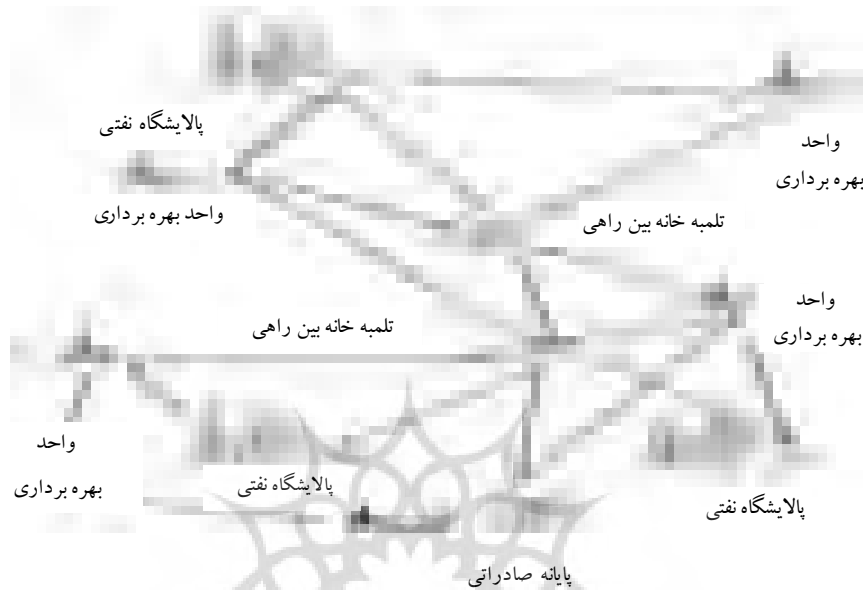 پالایشگاه نفتی
واحد
بهره برداری
واحد بهره برداری
تلمبه خانه بین راهی
واحد
بهره برداری
تلمبه خانه بین راهی
واحد
بهره برداری
پالایشگاه نفتی
پالایشگاه نفتی
پایانه صادراتی